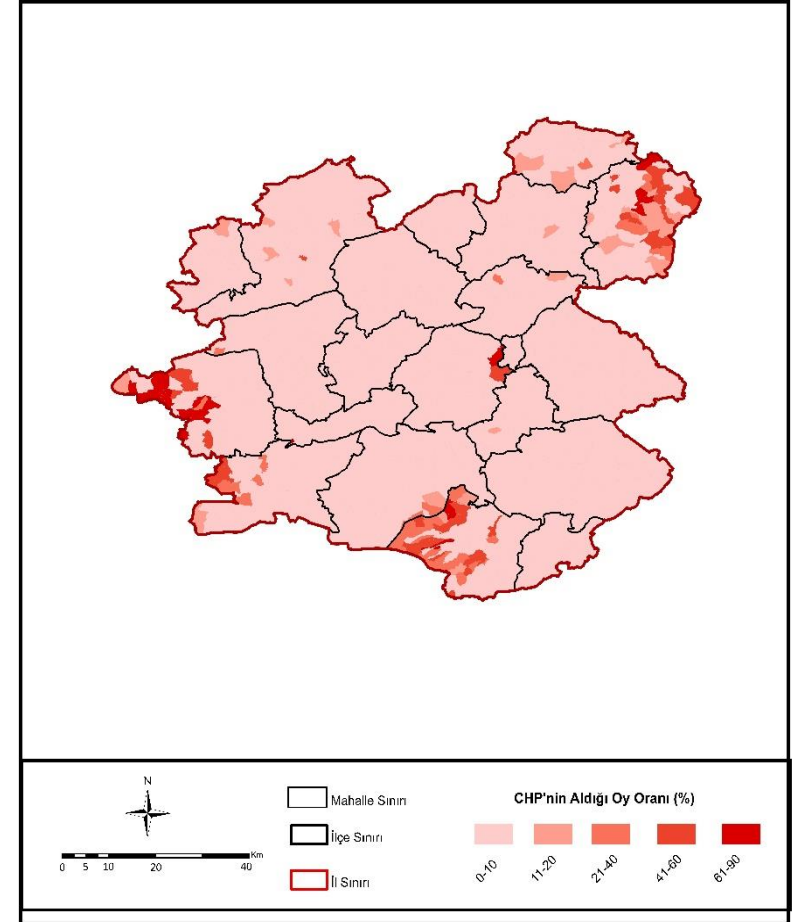 N
0 5 10 20 40 Km
Mahalle Sınırı
İlçe Sınırı
İl Sınırı
CHP'nin Aldığı Oy Oranı (%)
0-10 11-20 21-40 41-60 61-90